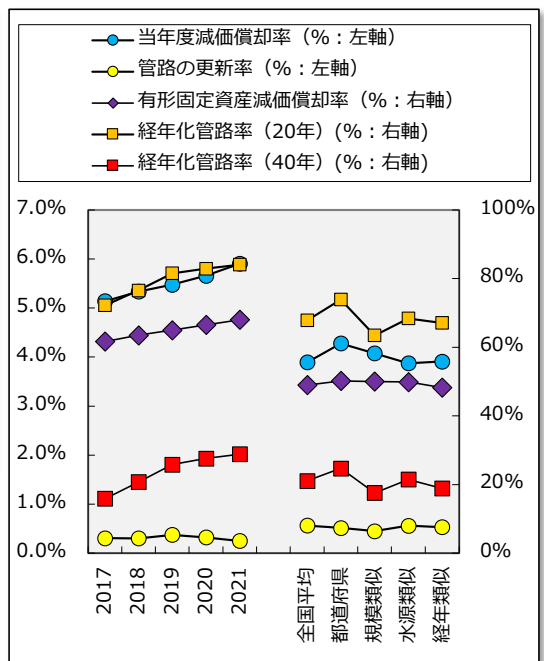 当年度減価償却率（%：左軸）
管路の更新率（%：左軸）
有形固定資産減価償却率（%：右軸）
経年化管路率（20年）(%：右軸)
経年化管路率（40年）(%：右軸)
7.0%
6.0%
5.0%
4.0%
3.0%
2.0%
1.0%
0.0%
100%
80%
60%
40%
20%
0%
2017
2018
2019
2020
2021
全国平均
都道府県
規模類似
水源類似
経年類似